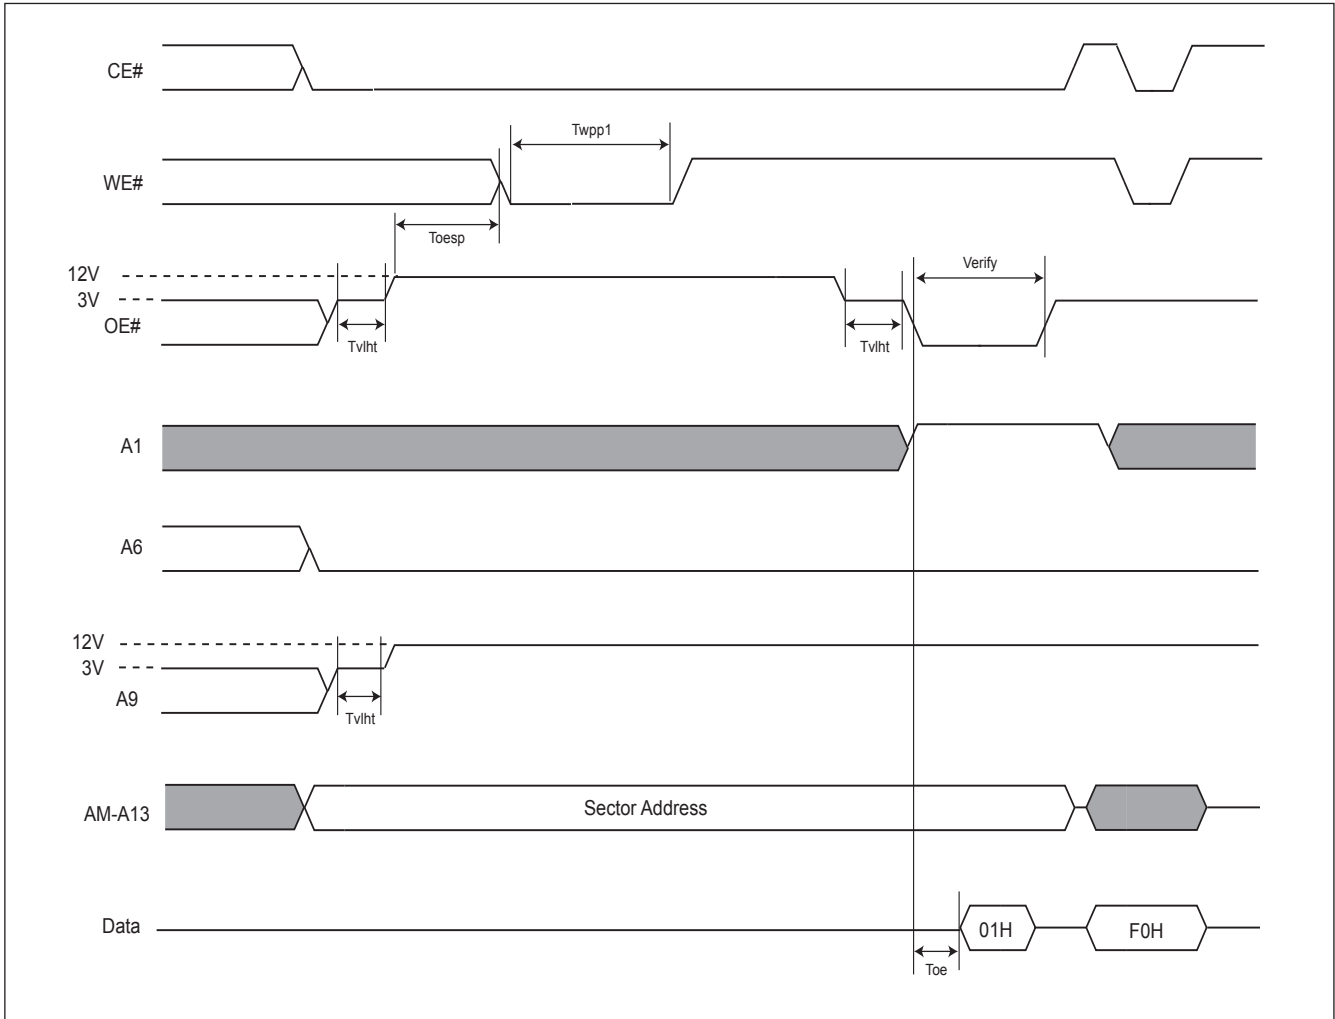 CE#
Twpp1
WE#
Toesp
12V
3V
Verify
OE#
Tvlht
Tvlht
A1
A6
12V
3V
A9
Tvlht
AM-A13
Sector Address
Data
01H
F0H
Toe